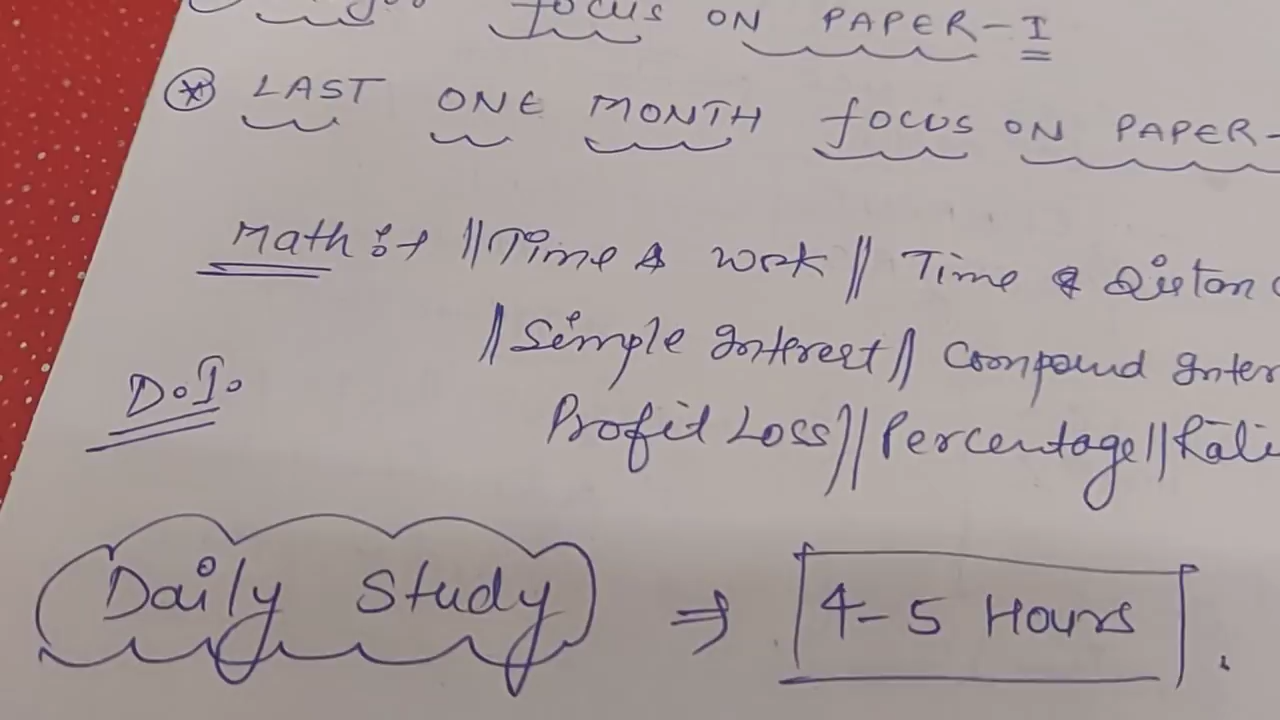 FOCUS ON PAPER-I
LAST ONE MONTH FOCUS ON PAPER-
Math :- || Time & Work || Time & Distan
|| Simple Interest || Compound Inter
D.I.
Profit Loss || Percentage || Rati
Daily Study ⇒ 4-5 Hours.